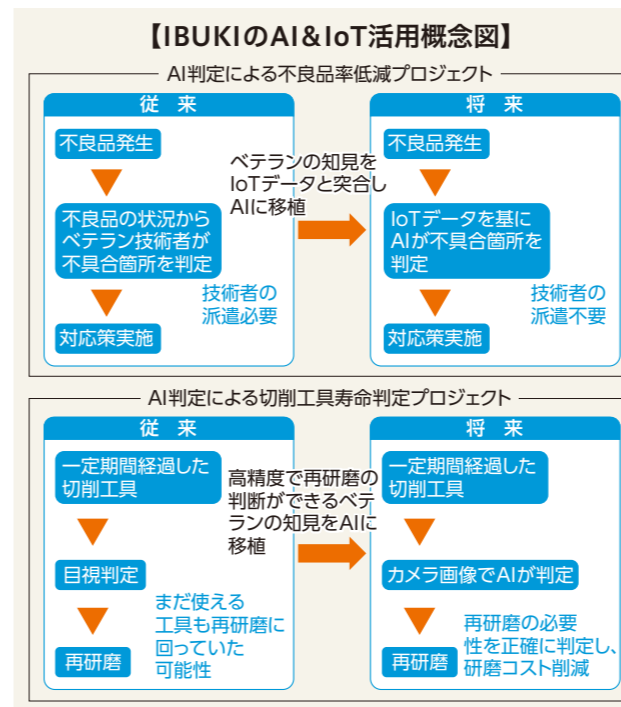 【IBUKIのAI&IoT活用概念図】
AI判定による不良品率低減プロジェクト
従 来
不良品発生
不良品の状況から
ベテラン技術者が
不具合箇所を判定
技術者の
派遣必要
対応策実施
ベテランの知見を
IoTデータと突合し
AIに移植
将 来
不良品発生
IoTデータを基に
AIが不具合箇所を
判定
技術者の
派遣不要
対応策実施
AI判定による切削工具寿命判定プロジェクト
従 来
一定期間経過した
切削工具
目視判定
まだ使える
工具も再研磨に
回っていた
可能性
再研磨
高精度で再研磨の
判断ができるベテ
ランの知見をAIに
移植
将 来
一定期間経過した
切削工具
カメラ画像でAIが判定
再研磨の必要
性を正確に判定し、
研磨コスト削減
再研磨